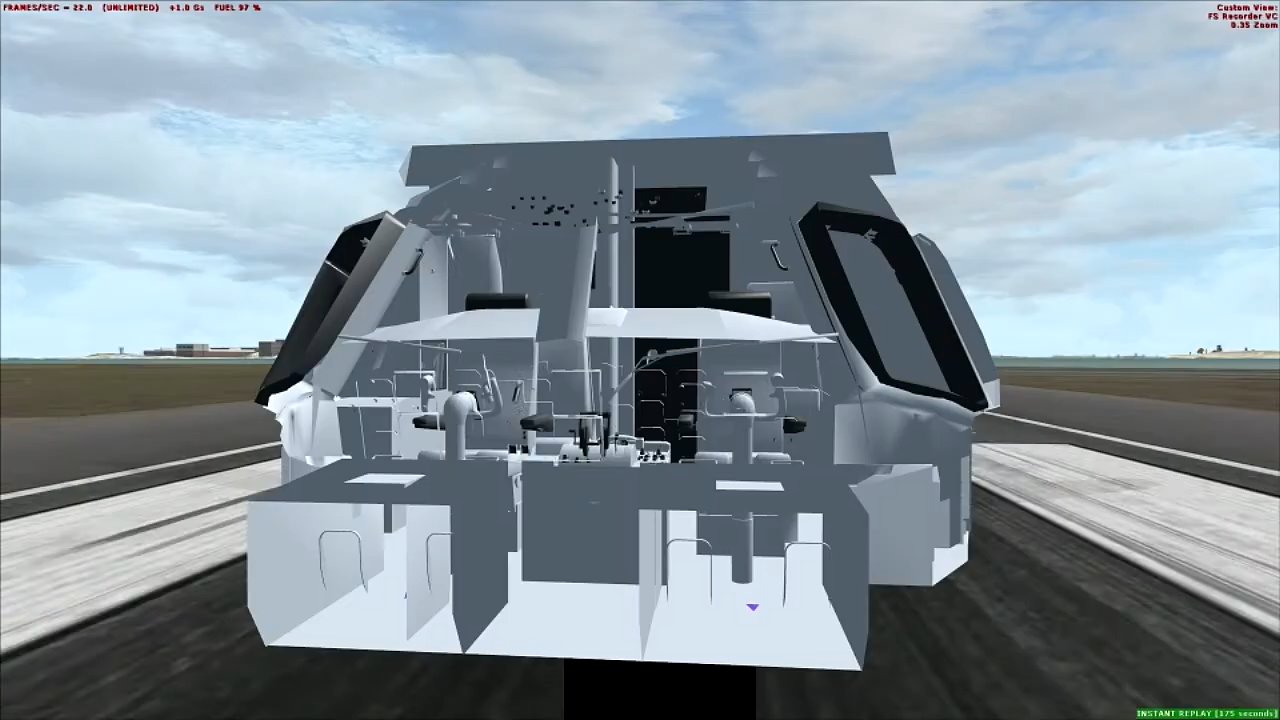 FRAMES/SEC = 22.0 (UNLIMITED) +1.0 Gs FUEL 97 %
Custom View:
FS Recorder VC
0.35 Zoom
INSTANT REPLAY [175 seconds]